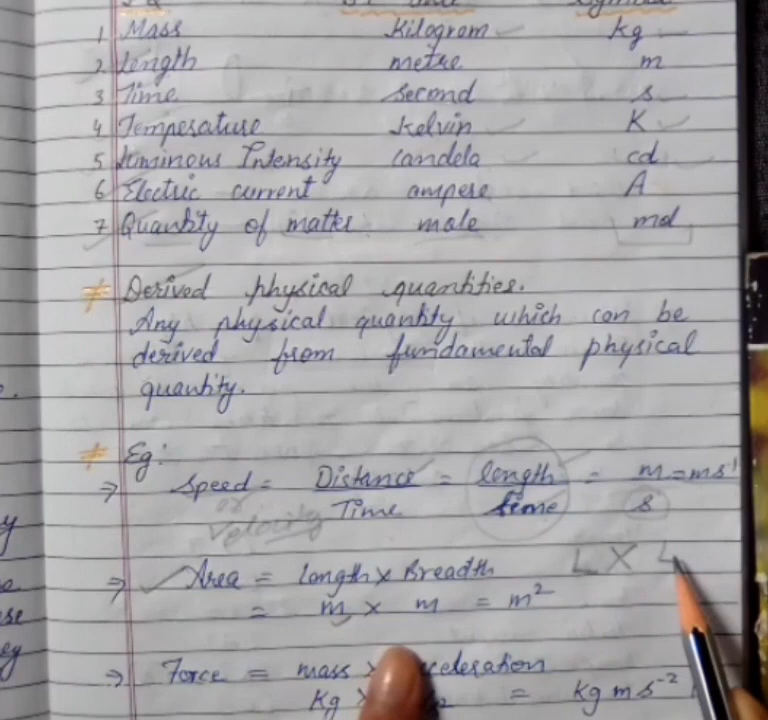 1 Mass Kilogram Kg
2 Length metre m
3 Time second s
4 Temperature Kelvin K
5 Luminous Intensity candela cd
6 Electric current ampere A
7 Quantity of matter mole mol
Derived physical quantities.
Any physical quantity which can be
derived from fundamental physical
quantity.
Eg:
⇒ Speed = Distance / Time = length / time = m / s = ms⁻¹
or
Velocity
⇒ Area = Length × Breadth L X L
= m × m = m²
⇒ Force = mass × acceleration
Kg × = kg m s⁻²